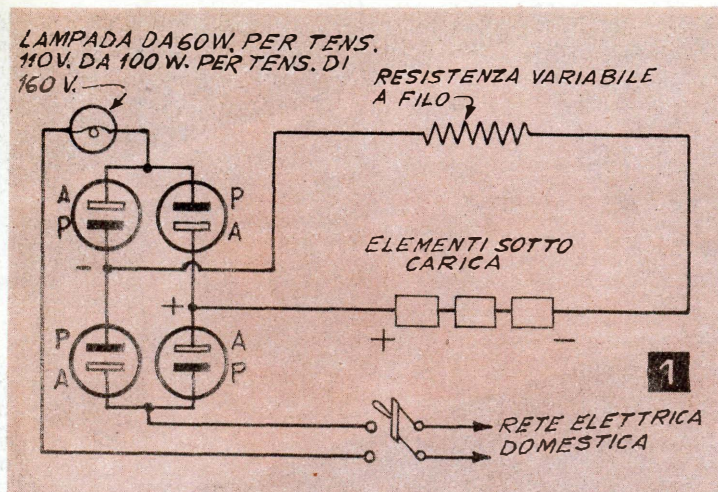 LAMPADA DA 60 W. PER TENS.
110 V. DA 100 W. PER TENS. DI
160 V.
RESISTENZA VARIABILE
A FILO
A
P
P
A
ELEMENTI SOTTO
CARICA
-
+
+
-
P
A
A
P
1
RETE ELETTRICA
DOMESTICA